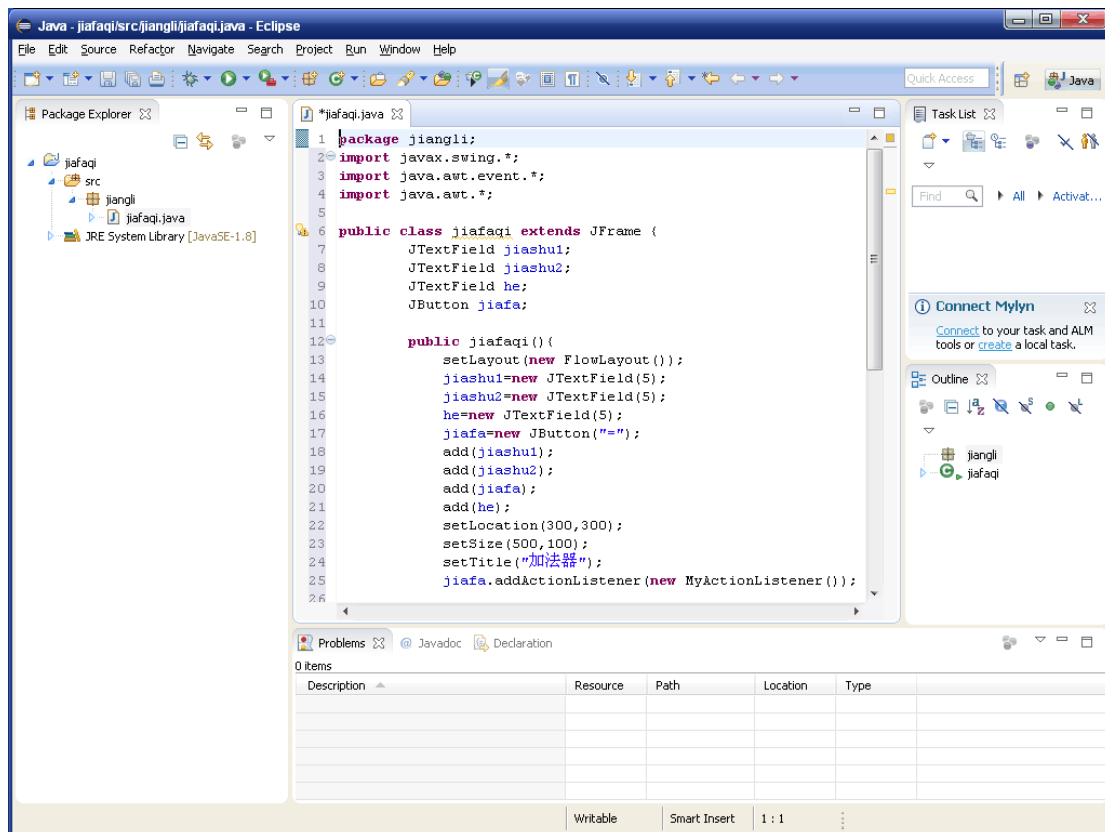 Java - jiafaqi/src/jiangli/jiafaqi.java - Eclipse
File Edit Source Refactor Navigate Search Project Run Window Help
Quick Access
Java
Package Explorer
jiafaqi
src
jiangli
jiafaqi.java
JRE System Library [JavaSE-1.8]
*jiafaqi.java
1 package jiangli;
2 import javax.swing.*;
3 import java.awt.event.*;
4 import java.awt.*;
5
6 public class jiafaqi extends JFrame {
7 JTextField jiashu1;
8 JTextField jiashu2;
9 JTextField he;
10 JButton jiafa;
11
12 public jiafaqi(){
13 setLayout(new FlowLayout());
14 jiashu1=new JTextField(5);
15 jiashu2=new JTextField(5);
16 he=new JTextField(5);
17 jiafa=new JButton("=");
18 add(jiashu1);
19 add(jiashu2);
20 add(jiafa);
21 add(he);
22 setLocation(300,300);
23 setSize(500,100);
24 setTitle("加法器");
25 jiafa.addActionListener(new MyActionListener());
26
Task List
Find All Activat...
Connect Mylyn
Connect to your task and ALM
tools or create a local task.
Outline
jiangli
jiafaqi
Problems @ Javadoc Declaration
0 items
Description Resource Path Location Type
Writable Smart Insert 1 : 1